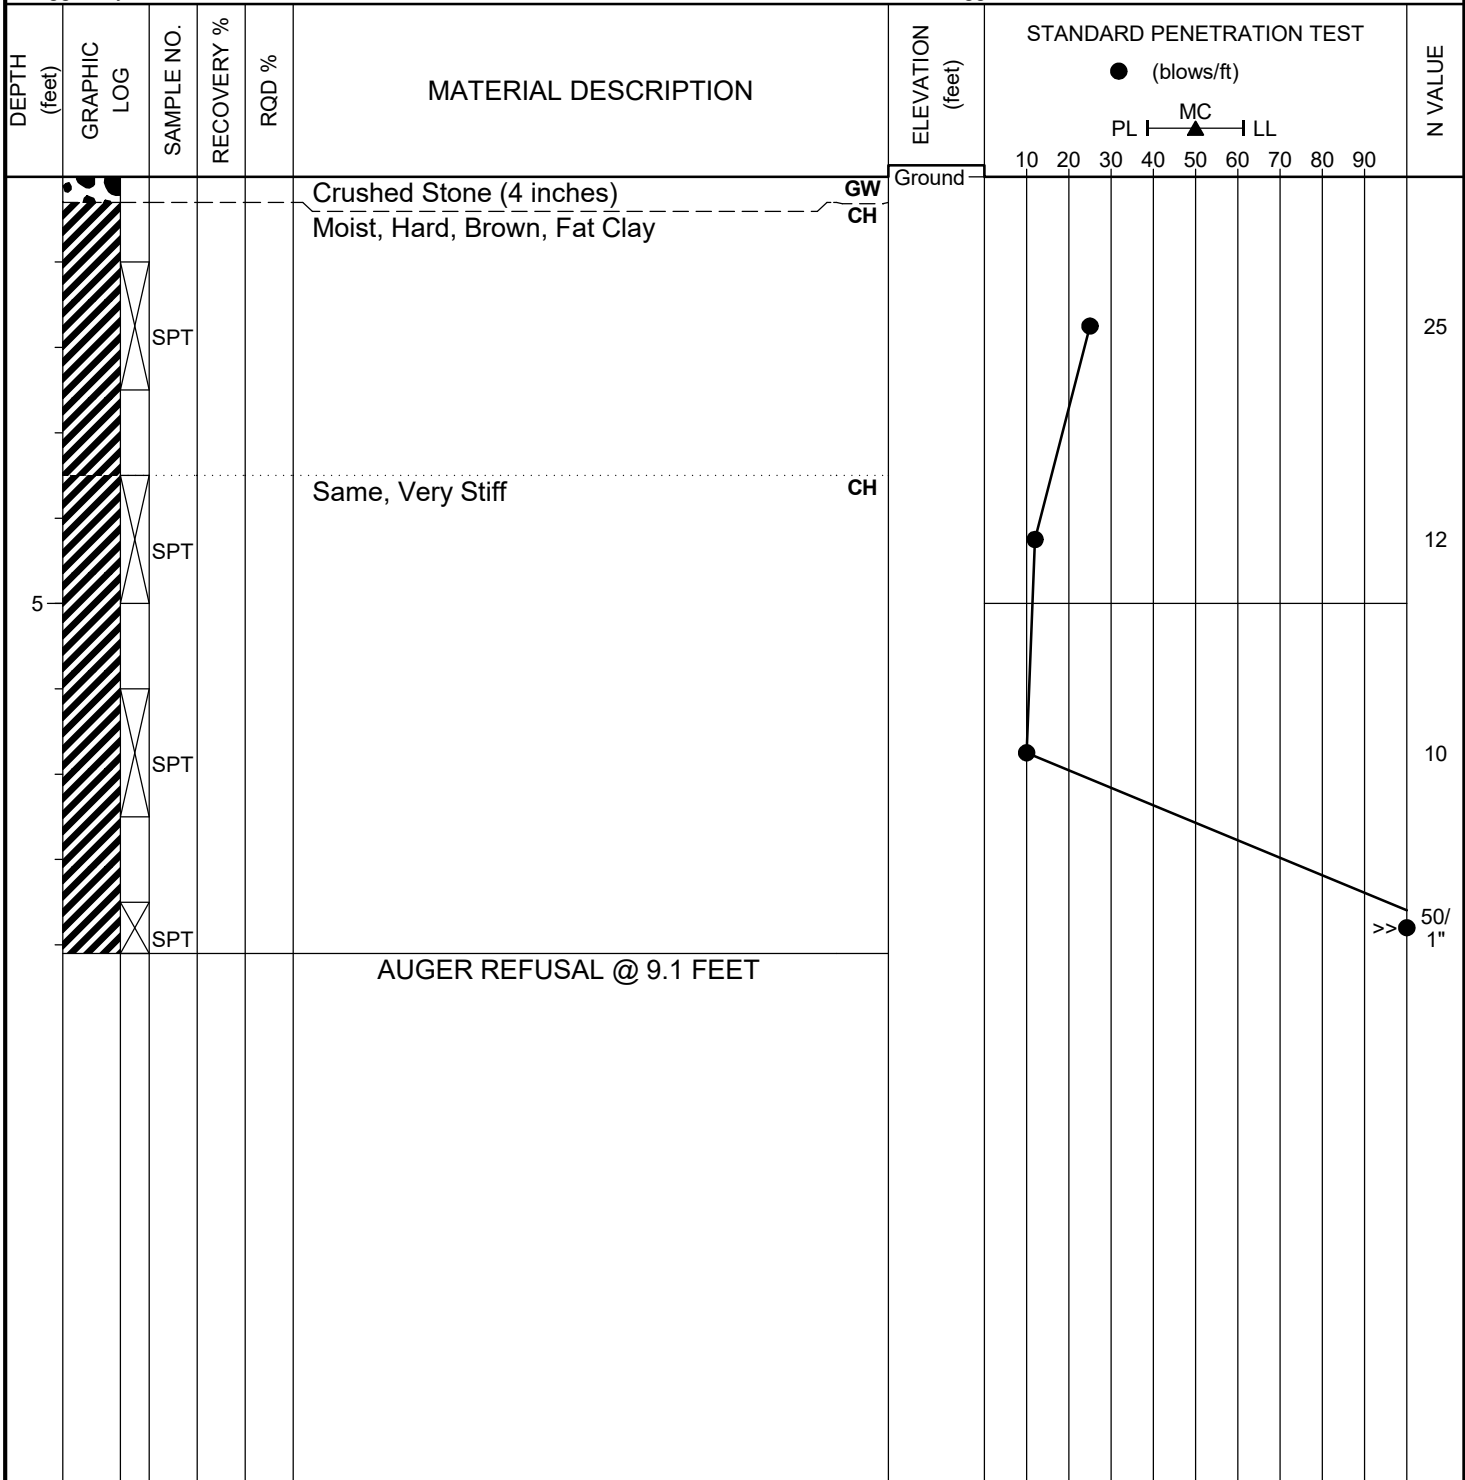 DEPTH
(feet)
GRAPHIC
LOG
SAMPLE NO.
RECOVERY %
RQD %
MATERIAL DESCRIPTION
ELEVATION
(feet)
STANDARD PENETRATION TEST
(blows/ft)
MC
PL LL
10 20 30 40 50 60 70 80 90
N VALUE
Ground
Crushed Stone (4 inches) GW
CH
Moist, Hard, Brown, Fat Clay
SPT 25
Same, Very Stiff CH
SPT 12
5
SPT 10
SPT >> 50/
1"
AUGER REFUSAL @ 9.1 FEET